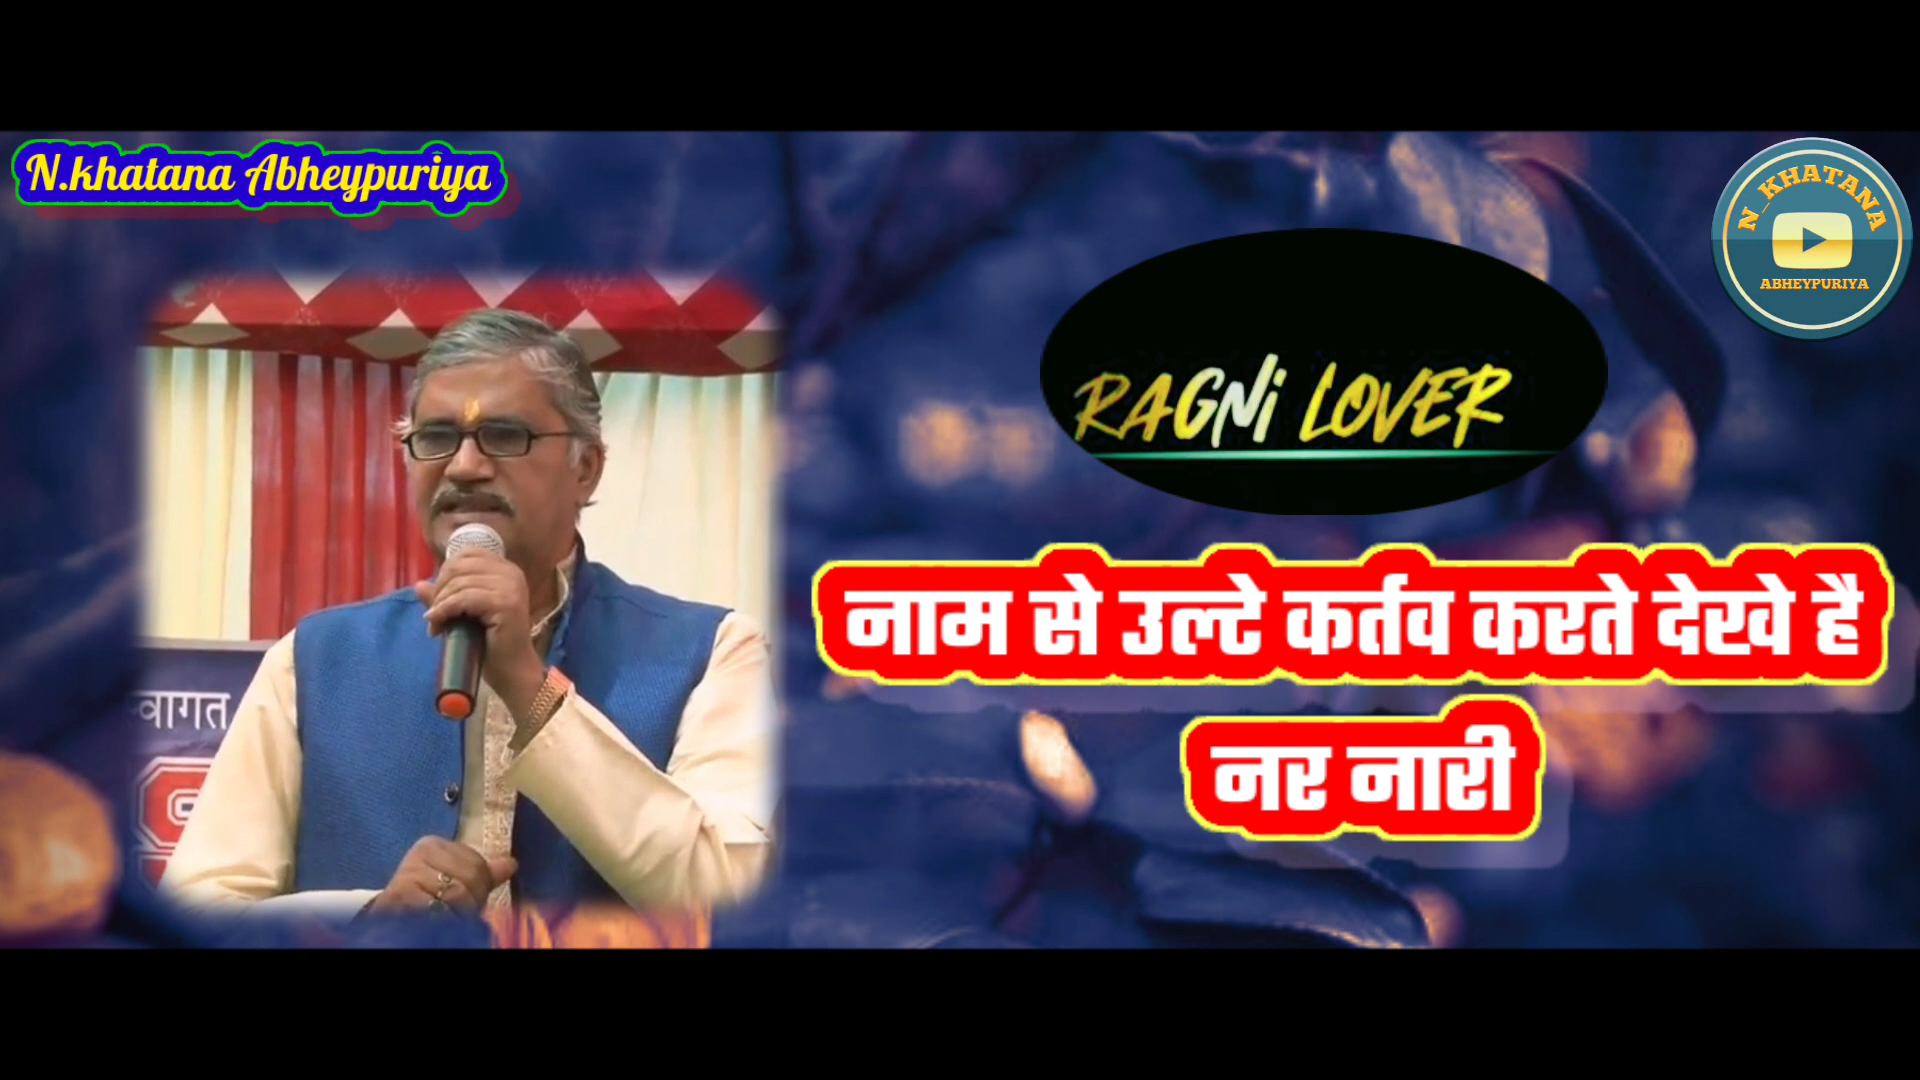 N.khatana Abheypuriya
N_KHATANA
ABHEYPURIYA
RAGNi LOVER
नाम से उल्टे कर्तव करते देखे है
नर नारी
स्वागत